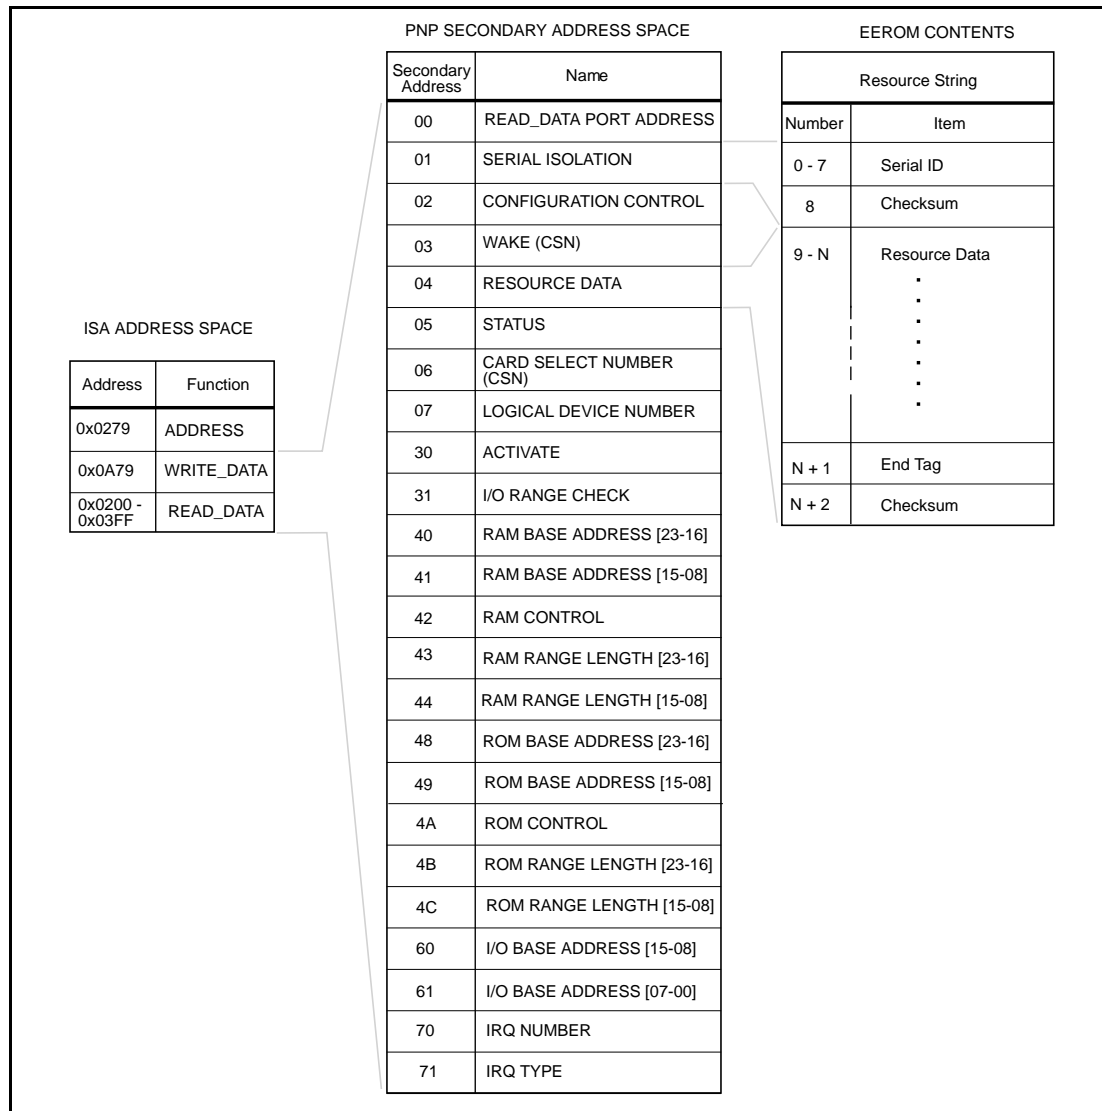 PNP SECONDARY ADDRESS SPACE
Secondary Address Name
00 READ_DATA PORT ADDRESS
01 SERIAL ISOLATION
02 CONFIGURATION CONTROL
03 WAKE (CSN)
04 RESOURCE DATA
05 STATUS
06 CARD SELECT NUMBER (CSN)
07 LOGICAL DEVICE NUMBER
30 ACTIVATE
31 I/O RANGE CHECK
40 RAM BASE ADDRESS [23-16]
41 RAM BASE ADDRESS [15-08]
42 RAM CONTROL
43 RAM RANGE LENGTH [23-16]
44 RAM RANGE LENGTH [15-08]
48 ROM BASE ADDRESS [23-16]
49 ROM BASE ADDRESS [15-08]
4A ROM CONTROL
4B ROM RANGE LENGTH [23-16]
4C ROM RANGE LENGTH [15-08]
60 I/O BASE ADDRESS [15-08]
61 I/O BASE ADDRESS [07-00]
70 IRQ NUMBER
71 IRQ TYPE
EEROM CONTENTS
Resource String
Number Item
0 - 7 Serial ID
8 Checksum
9 - N Resource Data
N + 1 End Tag
N + 2 Checksum
ISA ADDRESS SPACE
Address Function
0x0279 ADDRESS
0x0A79 WRITE_DATA
0x0200 - 0x03FF READ_DATA